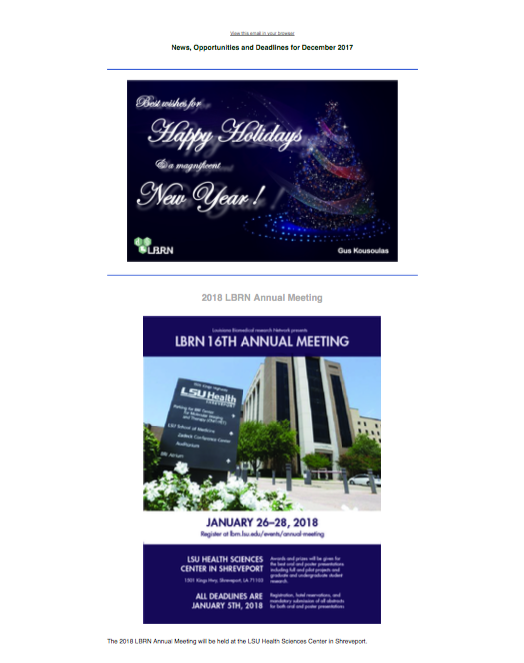 View this email in your browser
News, Opportunities and Deadlines for December 2017
Best wishes for...
Happy Holidays
& a magnificent....
New Year !
LBRN
Gus Kousoulas
2018 LBRN Annual Meeting
Louisiana Biomedical research Network presents
LBRN 16TH ANNUAL MEETING
LSU Health
SHREVEPORT
LSU School of Medicine
Conference Center
Auditorium
JANUARY 26–28, 2018
Register at lbrn.lsu.edu/events/annual-meeting
LSU HEALTH SCIENCES
CENTER IN SHREVEPORT
1501 Kings Hwy, Shreveport, LA 71103
Awards and prizes will be given for
the best oral and poster presentations
including full and pilot projects and
graduate and undergraduate student
research.
ALL DEADLINES ARE
JANUARY 5TH, 2018
Registration, hotel reservations, and
mandatory submission of all abstracts
for both oral and poster presentations
The 2018 LBRN Annual Meeting will be held at the LSU Health Sciences Center in Shreveport.